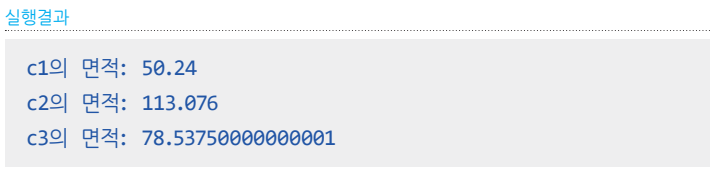 실행결과
c1의 면적: 50.24
c2의 면적: 113.076
c3의 면적: 78.53750000000001